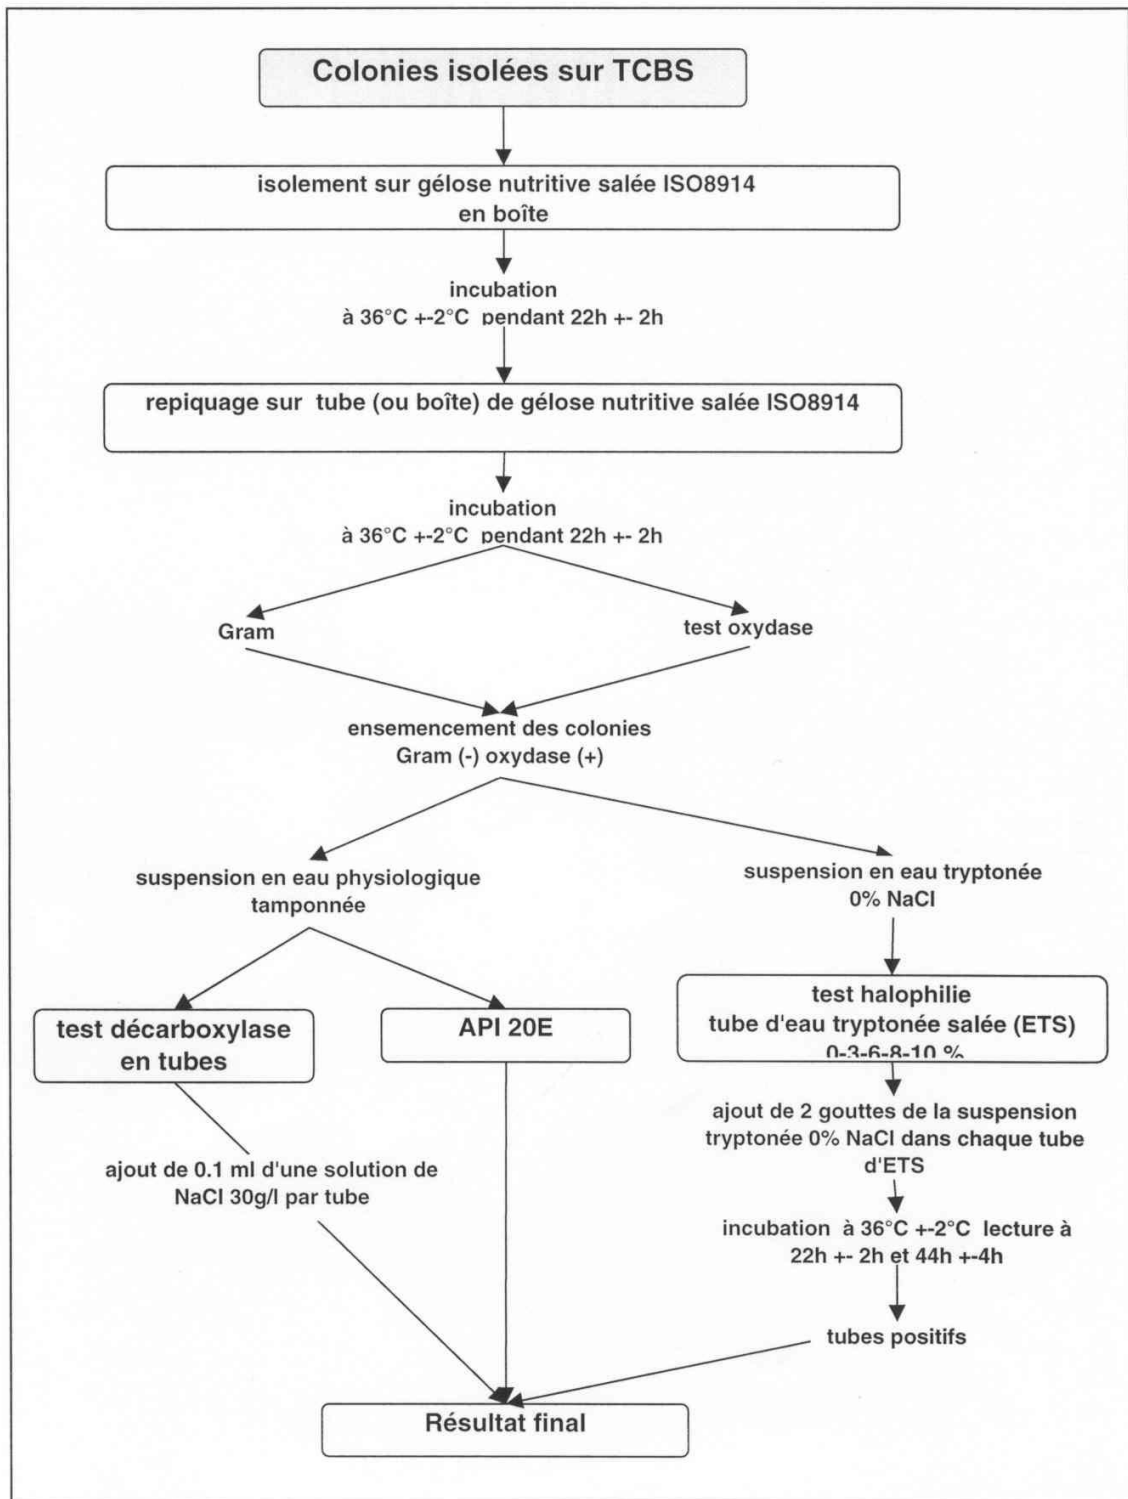 Colonies isolées sur TCBS
isolement sur gélose nutritive salée ISO8914
en boîte
incubation
à 36°C +-2°C pendant 22h +- 2h
repiquage sur tube (ou boîte) de gélose nutritive salée ISO8914
incubation
à 36°C +-2°C pendant 22h +- 2h
Gram
test oxydase
ensemencement des colonies
Gram (-) oxydase (+)
suspension en eau physiologique
tamponnée
suspension en eau tryptonée
0% NaCl
test décarboxylase
en tubes
API 20E
test halophilie
tube d'eau tryptonée salée (ETS)
0-3-6-8-10 %
ajout de 0.1 ml d'une solution de
NaCl 30g/l par tube
ajout de 2 gouttes de la suspension
tryptonée 0% NaCl dans chaque tube
d'ETS
incubation à 36°C +-2°C lecture à
22h +- 2h et 44h +-4h
tubes positifs
Résultat final